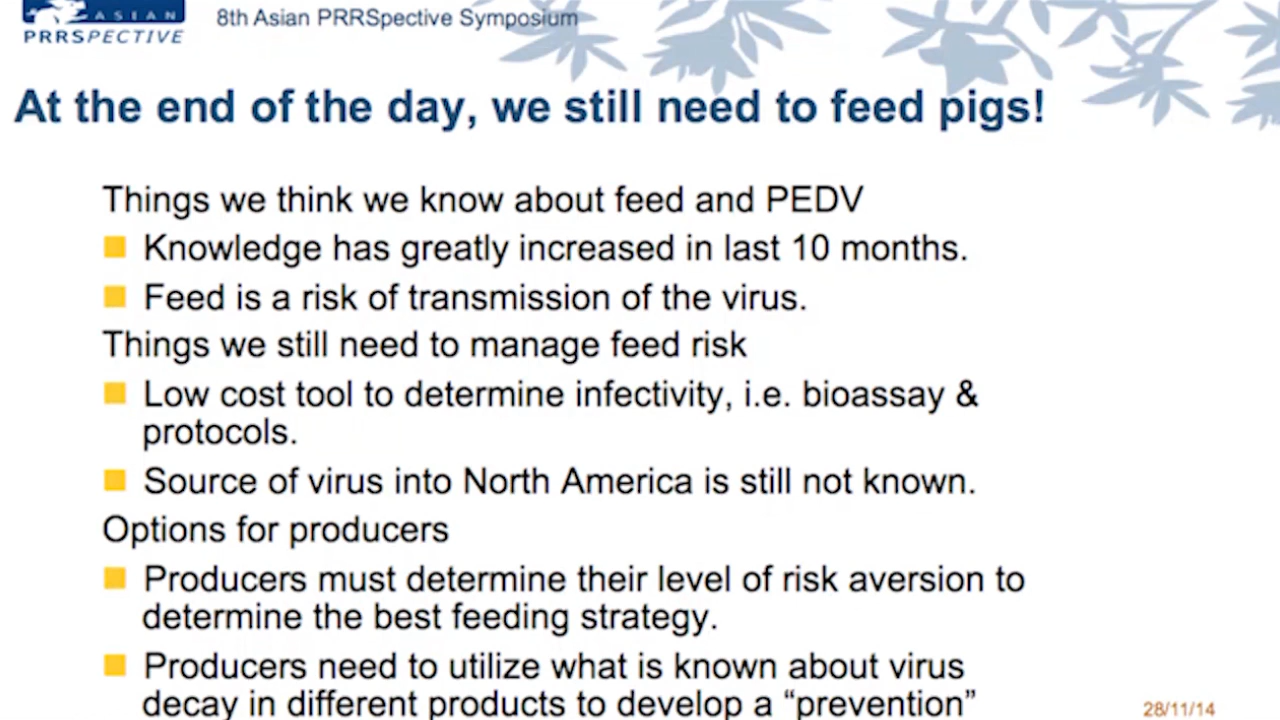 ASIAN
PRRSPECTIVE
8th Asian PRRSpective Symposium
At the end of the day, we still need to feed pigs!
Things we think we know about feed and PEDV
Knowledge has greatly increased in last 10 months.
Feed is a risk of transmission of the virus.
Things we still need to manage feed risk
Low cost tool to determine infectivity, i.e. bioassay &
protocols.
Source of virus into North America is still not known.
Options for producers
Producers must determine their level of risk aversion to
determine the best feeding strategy.
Producers need to utilize what is known about virus
decay in different products to develop a “prevention”
28/11/14